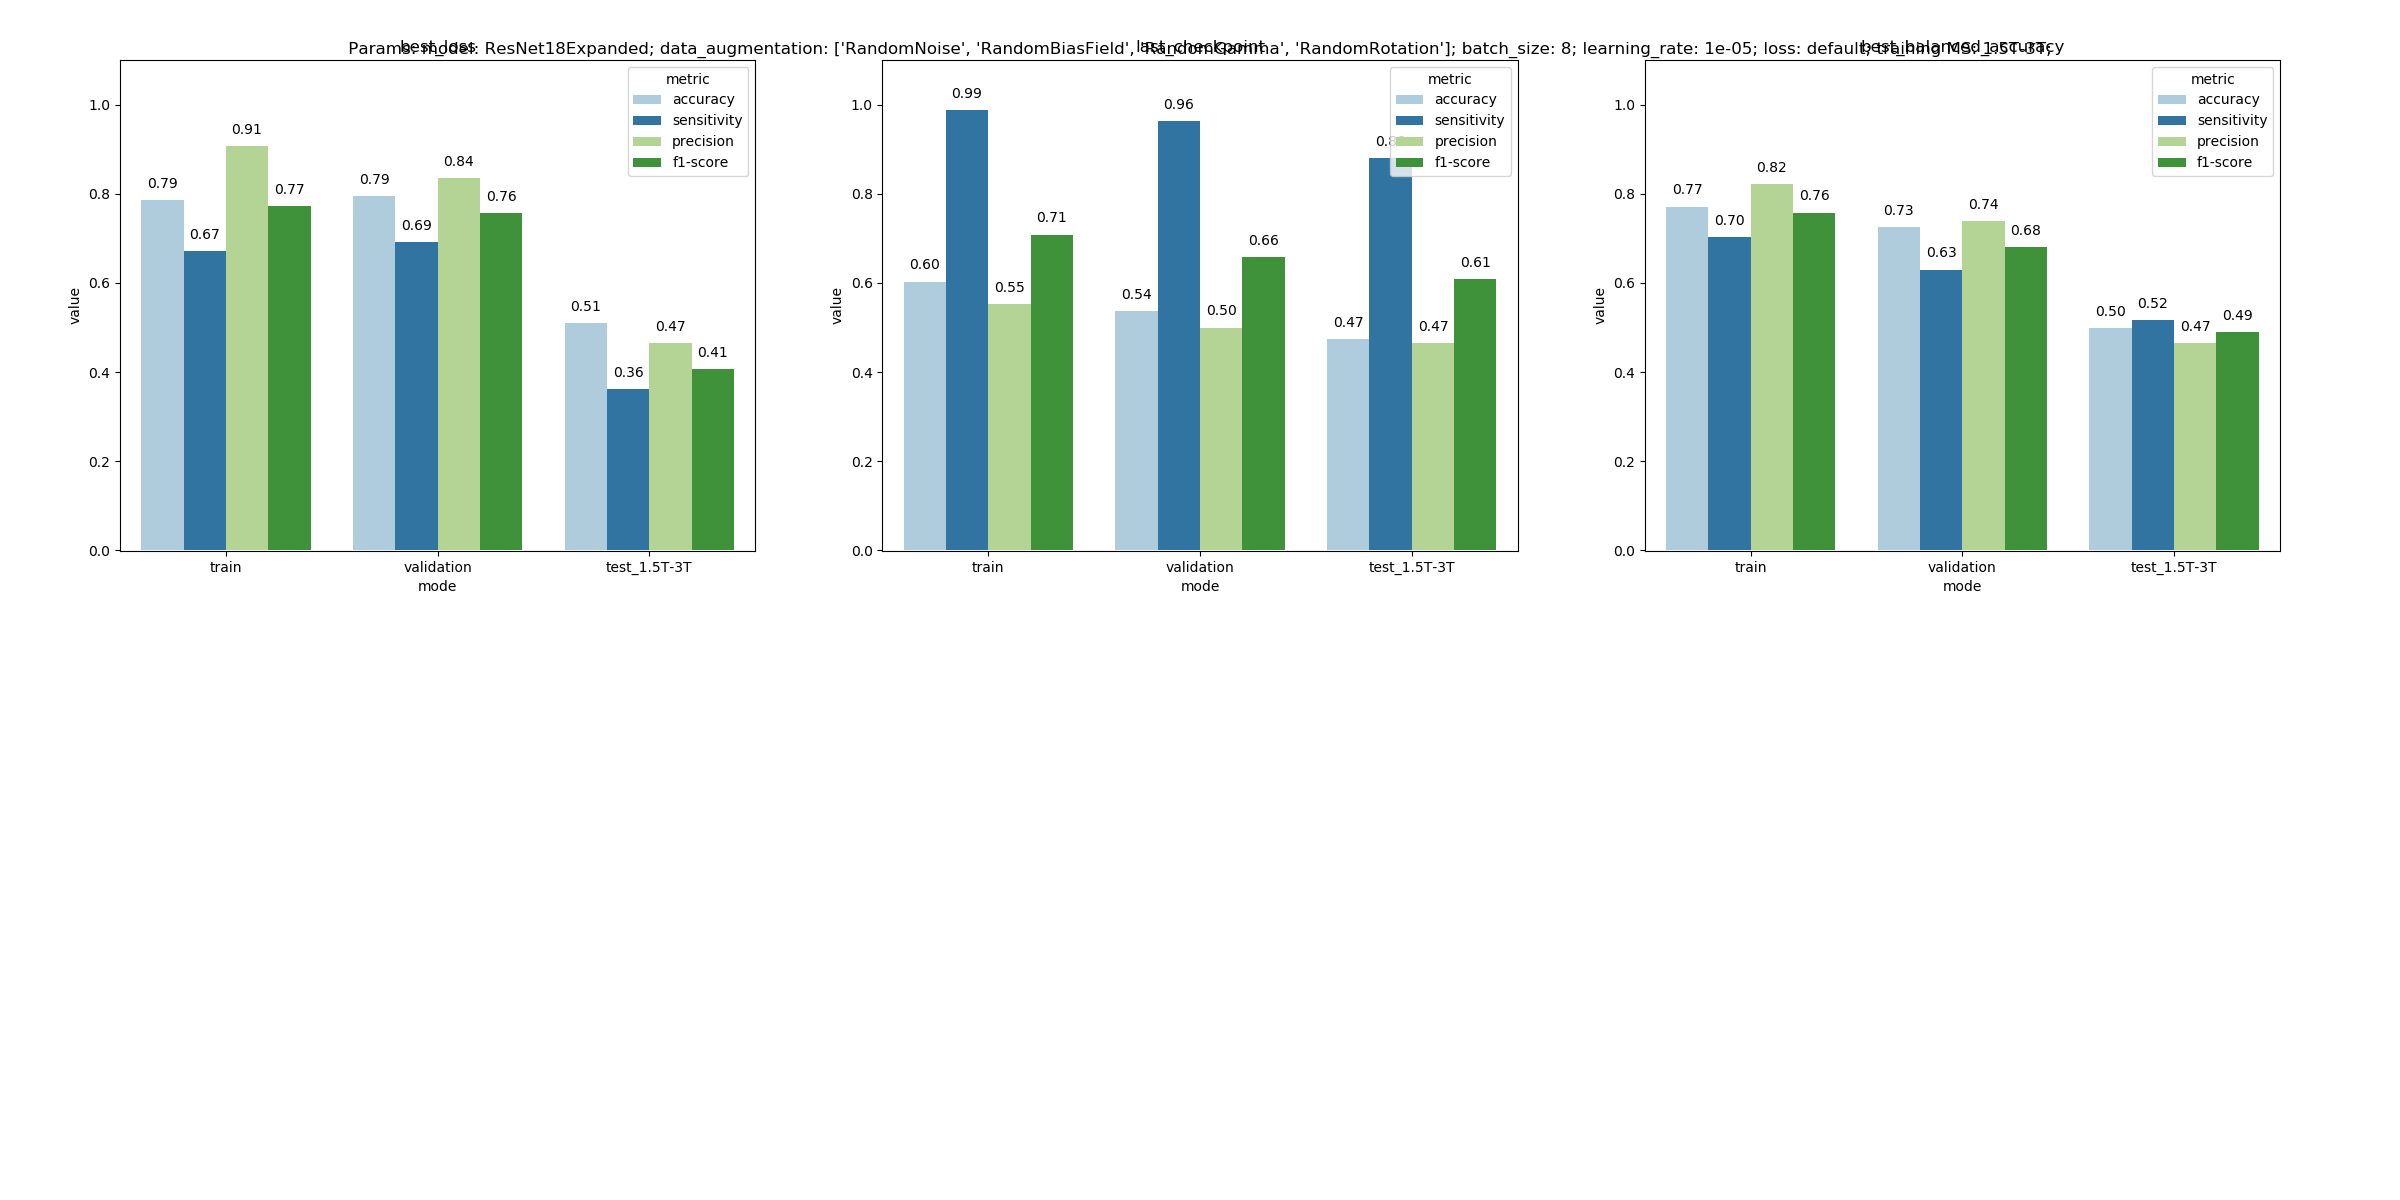 best_loss
last_checkpoint
best_balanced_accuracy
Params: model: ResNet18Expanded; data_augmentation: ['RandomNoise', 'RandomBiasField', 'RandomGamma', 'RandomRotation']; batch_size: 8; learning_rate: 1e-05; loss: default; training MS: 1.5T-3T;
metric
accuracy
sensitivity
precision
f1-score
1.0
0.8
0.6
0.4
0.2
0.0
value
0.79
0.67
0.91
0.77
0.79
0.69
0.84
0.76
0.51
0.36
0.47
0.41
train validation test_1.5T-3T
mode
metric
accuracy
sensitivity
precision
f1-score
1.0
0.8
0.6
0.4
0.2
0.0
value
0.60
0.99
0.55
0.71
0.54
0.96
0.50
0.66
0.47
0.47
0.61
train validation test_1.5T-3T
mode
metric
accuracy
sensitivity
precision
f1-score
1.0
0.8
0.6
0.4
0.2
0.0
value
0.77
0.70
0.82
0.76
0.73
0.63
0.74
0.68
0.50
0.52
0.47
0.49
train validation test_1.5T-3T
mode